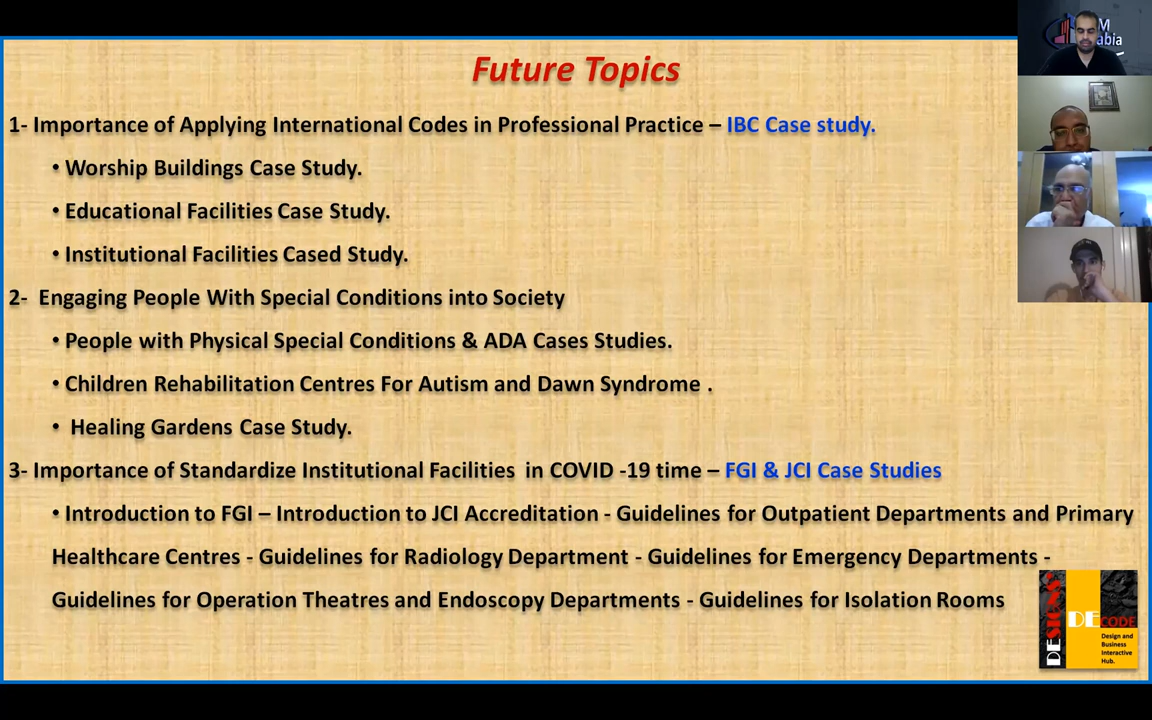 Future Topics
1- Importance of Applying International Codes in Professional Practice – IBC Case study.
• Worship Buildings Case Study.
• Educational Facilities Case Study.
• Institutional Facilities Cased Study.
2- Engaging People With Special Conditions into Society
• People with Physical Special Conditions & ADA Cases Studies.
• Children Rehabilitation Centres For Autism and Dawn Syndrome .
• Healing Gardens Case Study.
3- Importance of Standardize Institutional Facilities in COVID -19 time – FGI & JCI Case Studies
• Introduction to FGI – Introduction to JCI Accreditation - Guidelines for Outpatient Departments and Primary
Healthcare Centres - Guidelines for Radiology Department - Guidelines for Emergency Departments -
Guidelines for Operation Theatres and Endoscopy Departments - Guidelines for Isolation Rooms
DESIGNS
DECODE
Design and
Business
Interactive
Hub.